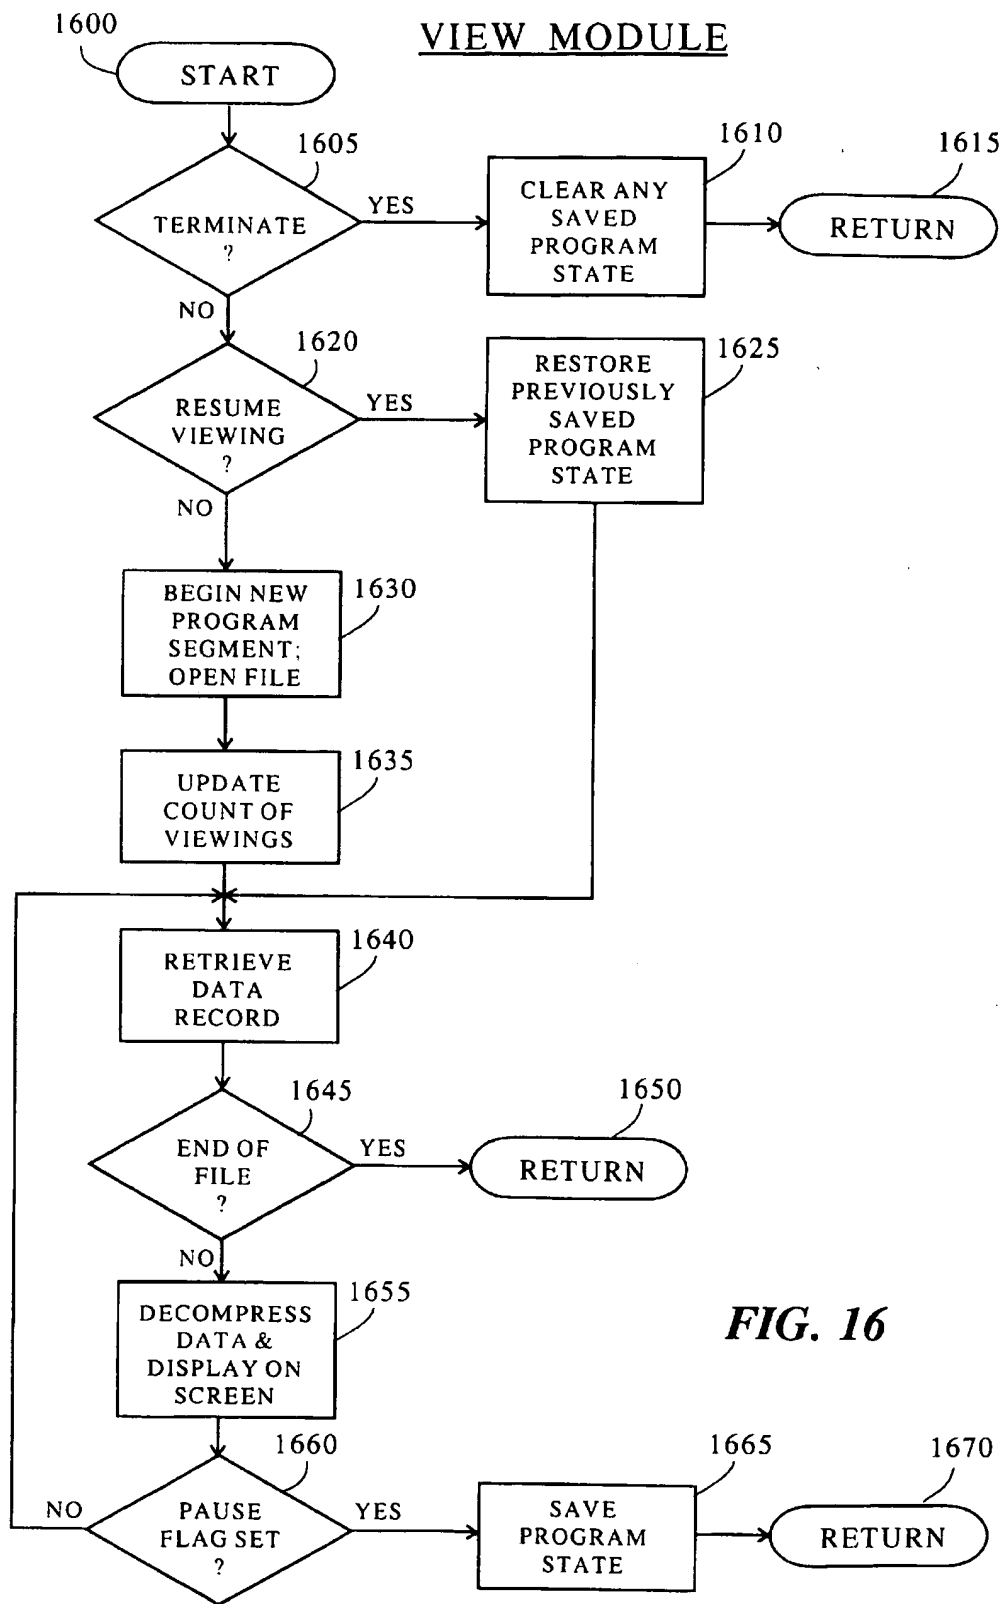 VIEW MODULE
1600
START
1605
TERMINATE
?
YES
1610
CLEAR ANY
SAVED
PROGRAM
STATE
1615
RETURN
NO
1620
RESUME
VIEWING
?
YES
1625
RESTORE
PREVIOUSLY
SAVED
PROGRAM
STATE
NO
1630
BEGIN NEW
PROGRAM
SEGMENT;
OPEN FILE
1635
UPDATE
COUNT OF
VIEWINGS
1640
RETRIEVE
DATA
RECORD
1645
END OF
FILE
?
YES
1650
RETURN
NO
1655
DECOMPRESS
DATA &
DISPLAY ON
SCREEN
FIG. 16
1660
PAUSE
FLAG SET
?
NO
YES
1665
SAVE
PROGRAM
STATE
1670
RETURN